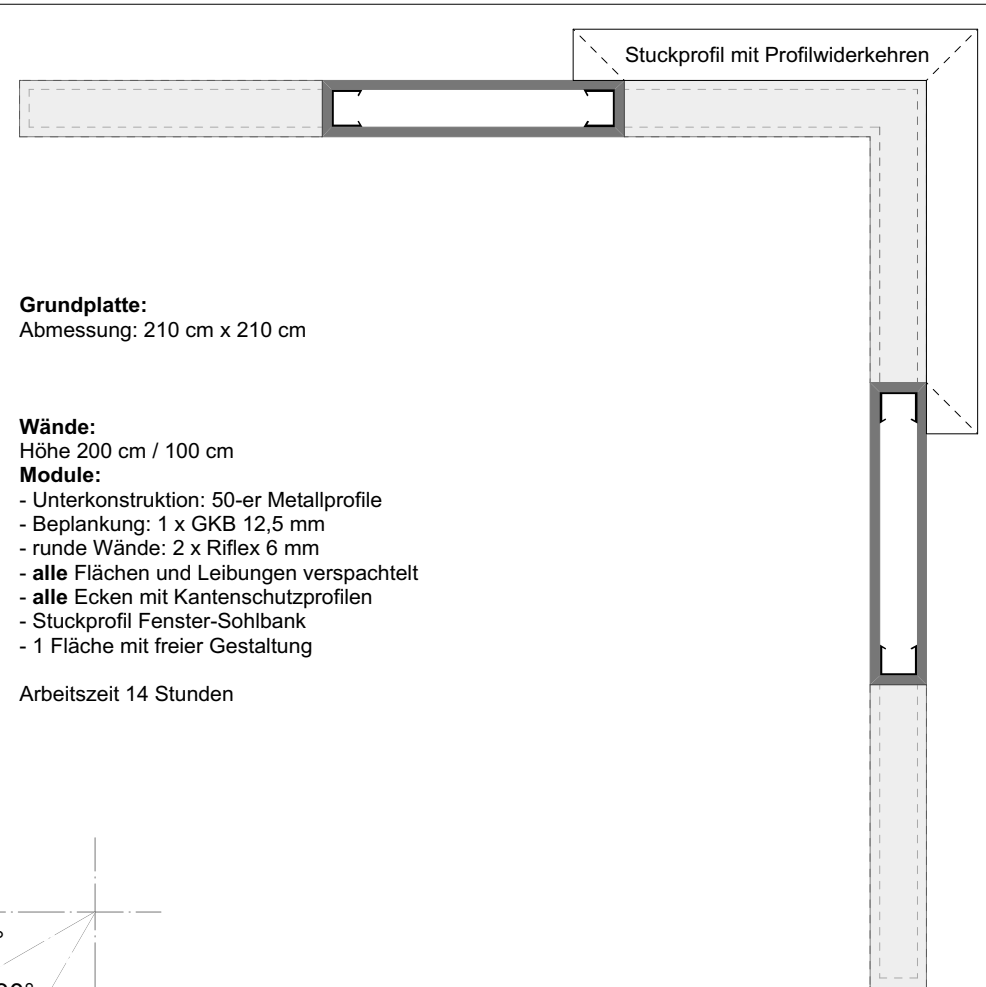 Stuckprofil mit Profilwiderkehren
Grundplatte:
Abmessung: 210 cm x 210 cm
Wände:
Höhe 200 cm / 100 cm
Module:
- Unterkonstruktion: 50-er Metallprofile
- Beplankung: 1 x GKB 12,5 mm
- runde Wände: 2 x Riflex 6 mm
- alle Flächen und Leibungen verspachtelt
- alle Ecken mit Kantenschutzprofilen
- Stuckprofil Fenster-Sohlbank
- 1 Fläche mit freier Gestaltung
Arbeitszeit 14 Stunden